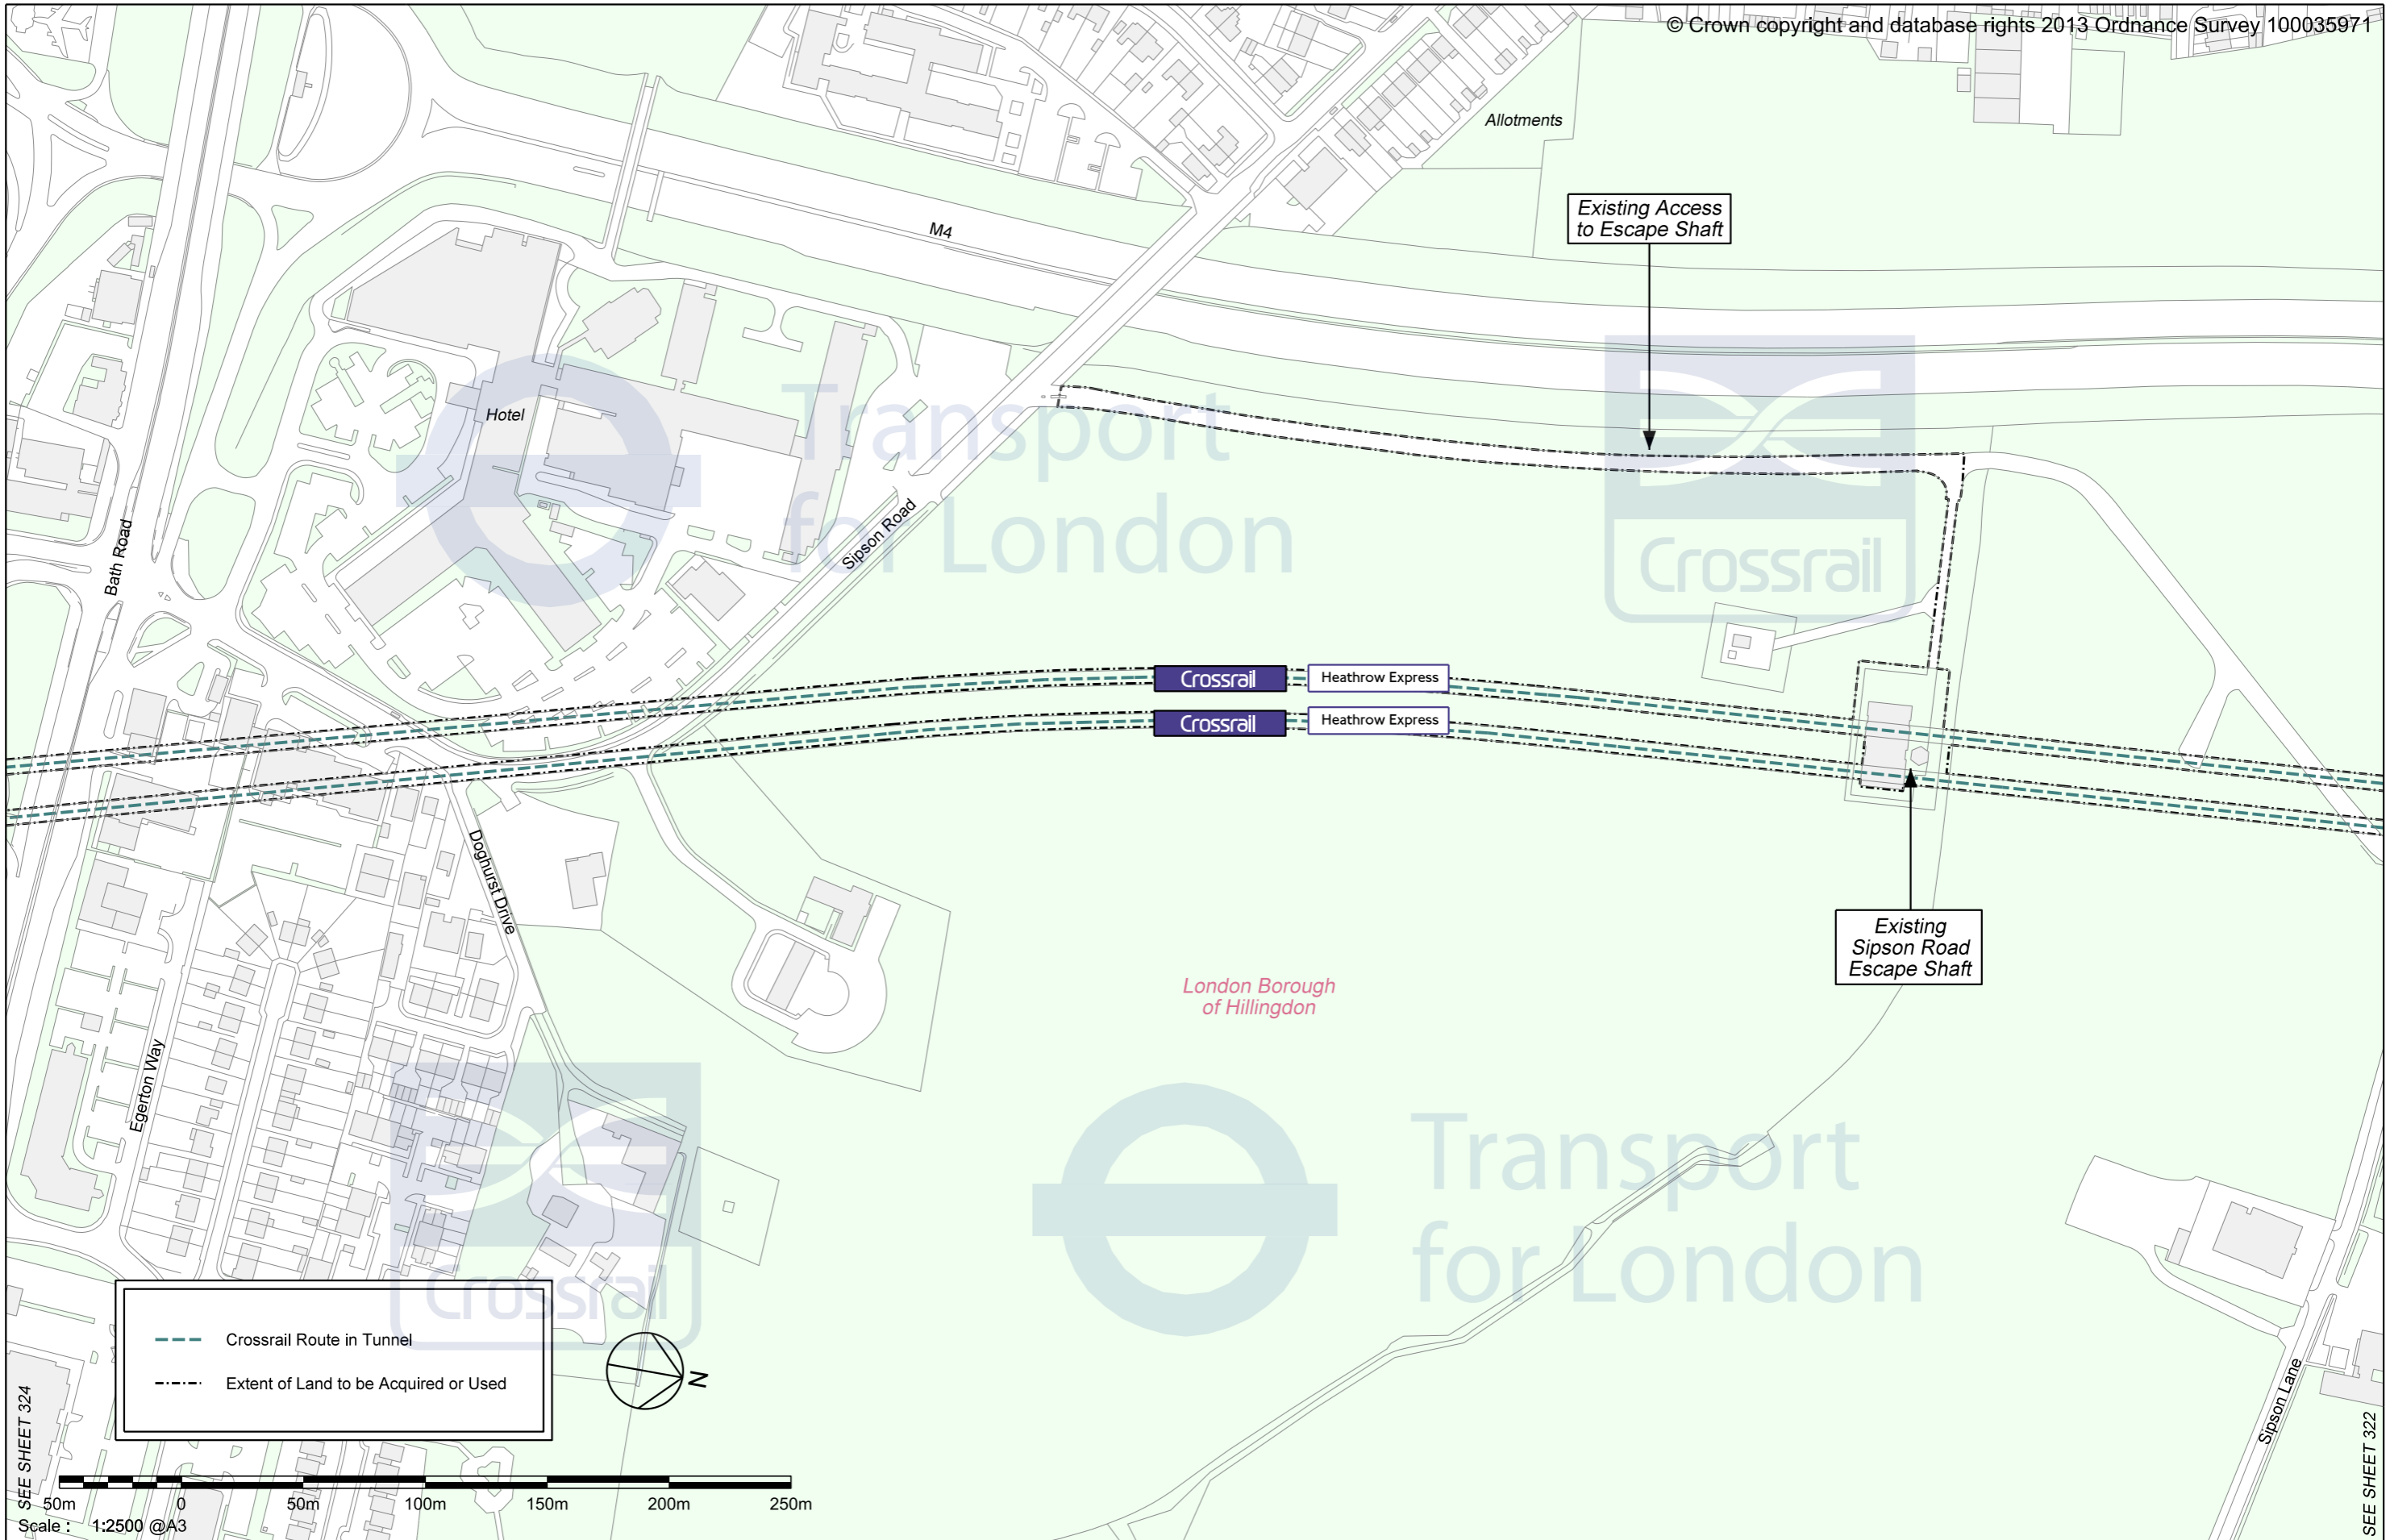 © Crown copyright and database rights 2013 Ordnance Survey 100035971
Allotments
Existing Access
to Escape Shaft
M4
Hotel
Transport
for London
Crossrail
Bath Road
Sipson Road
Crossrail
Heathrow Express
Crossrail
Heathrow Express
Doghurst Drive
Existing
Sipson Road
Escape Shaft
London Borough
of Hillingdon
Egerton Way
Transport
for London
Crossrail
Crossrail Route in Tunnel
Extent of Land to be Acquired or Used
N
Sipson Lane
SEE SHEET 324
SEE SHEET 322
50m 0 50m 100m 150m 200m 250m
Scale : 1:2500 @A3